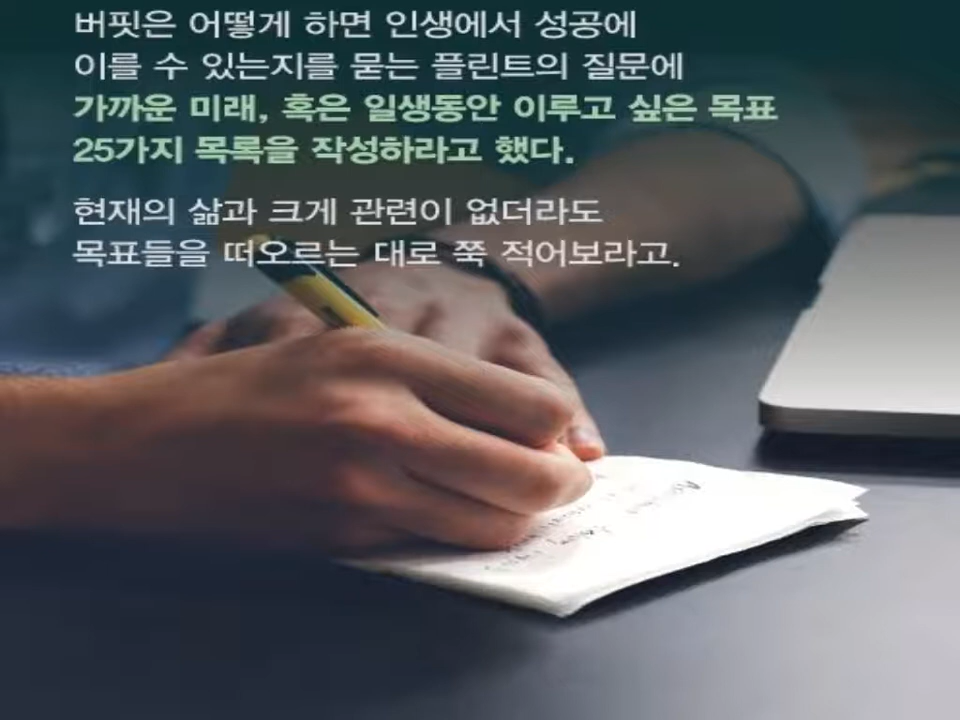 버핏은 어떻게 하면 인생에서 성공에
이를 수 있는지를 묻는 플린트의 질문에
가까운 미래, 혹은 일생동안 이루고 싶은 목표
25가지 목록을 작성하라고 했다.
현재의 삶과 크게 관련이 없더라도
목표들을 떠오르는 대로 쭉 적어보라고.